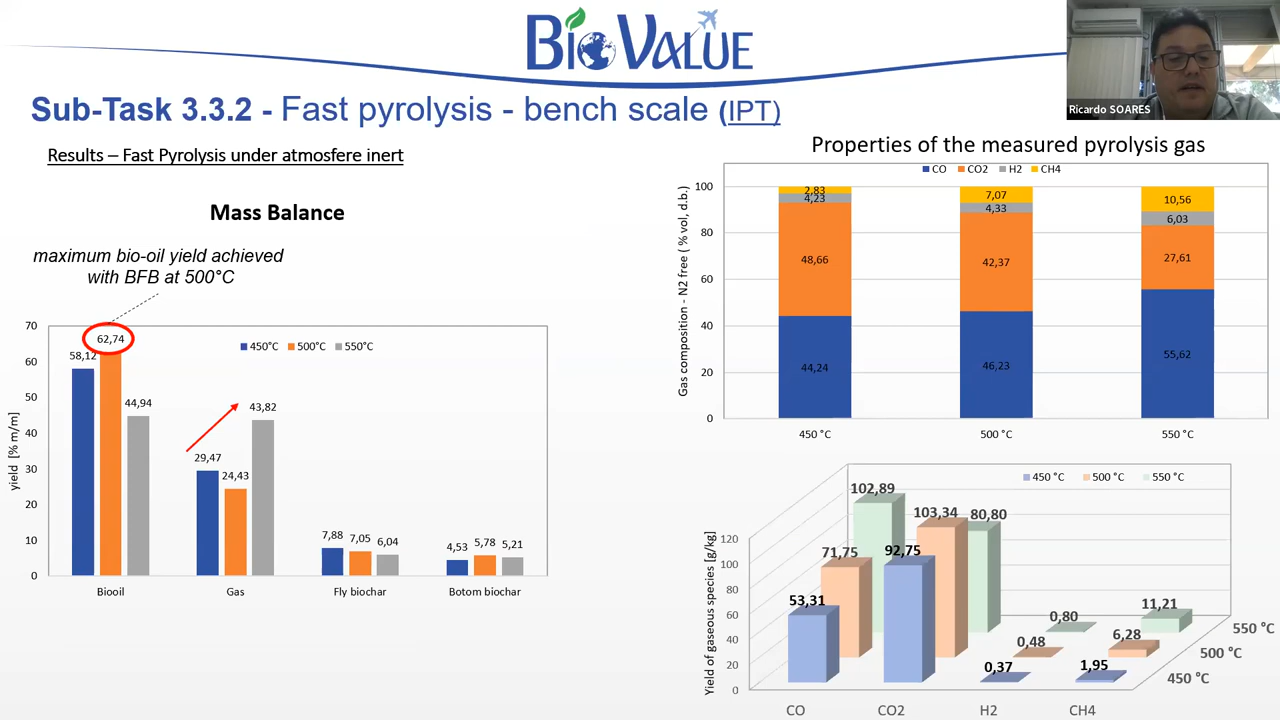 BIOVALUE
Ricardo SOARES
Sub-Task 3.3.2 - Fast pyrolysis - bench scale (IPT)
Results – Fast Pyrolysis under atmosfere inert
Mass Balance
maximum bio-oil yield achieved
with BFB at 500°C
yield [% m/m]
70
60
50
40
30
20
10
0
450°C 500°C 550°C
58,12 62,74 44,94
29,47 24,43 43,82
7,88 7,05 6,04
4,53 5,78 5,21
Biooil Gas Fly biochar Botom biochar
Properties of the measured pyrolysis gas
CO CO2 H2 CH4
Gas composition - N2 free ( % vol, d.b.)
100
80
60
40
20
0
2,83 7,07 10,56
4,23 4,33 6,03
48,66 42,37 27,61
44,24 46,23 55,62
450 °C 500 °C 550 °C
450 °C 500 °C 550 °C
Yield of gaseous species [g/kg]
120
100
80
60
40
20
0
102,89 80,80 0,80 11,21
71,75 103,34 0,48 6,28
53,31 92,75 0,37 1,95
550 °C
500 °C
450 °C
CO CO2 H2 CH4